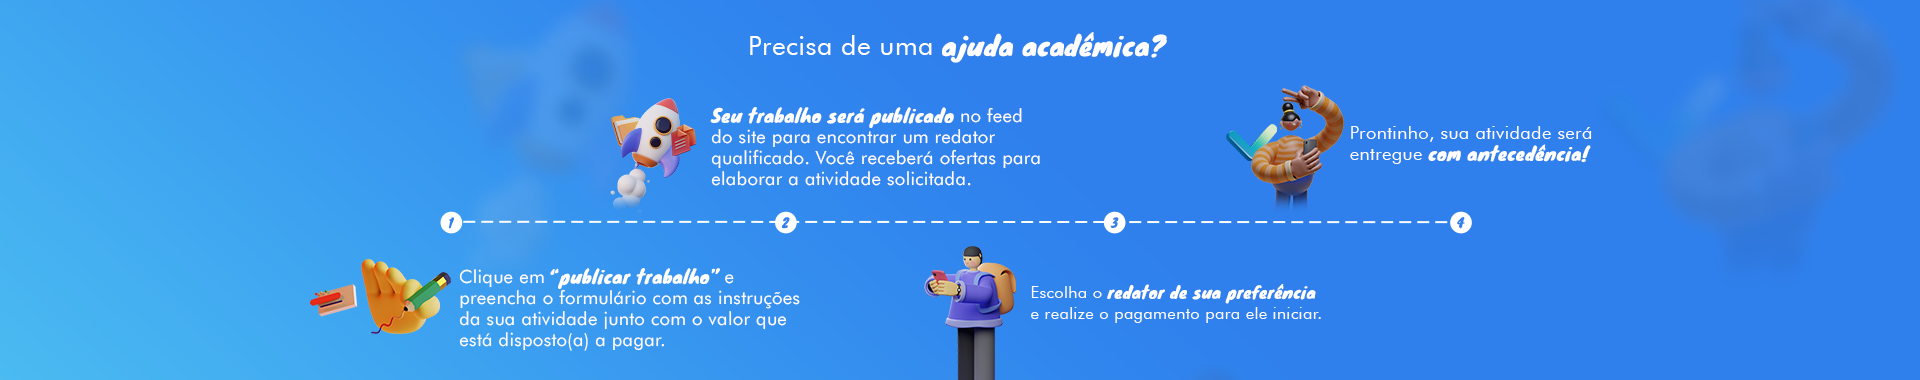 Precisa de uma ajuda acadêmica?
Seu trabalho será publicado no feed
do site para encontrar um redator
qualificado. Você receberá ofertas para
elaborar a atividade solicitada.
Prontinho, sua atividade será
entregue com antecedência!
1
2
3
4
Clique em “publicar trabalho” e
preencha o formulário com as instruções
da sua atividade junto com o valor que
está disposto(a) a pagar.
Escolha o redator de sua preferência
e realize o pagamento para ele iniciar.